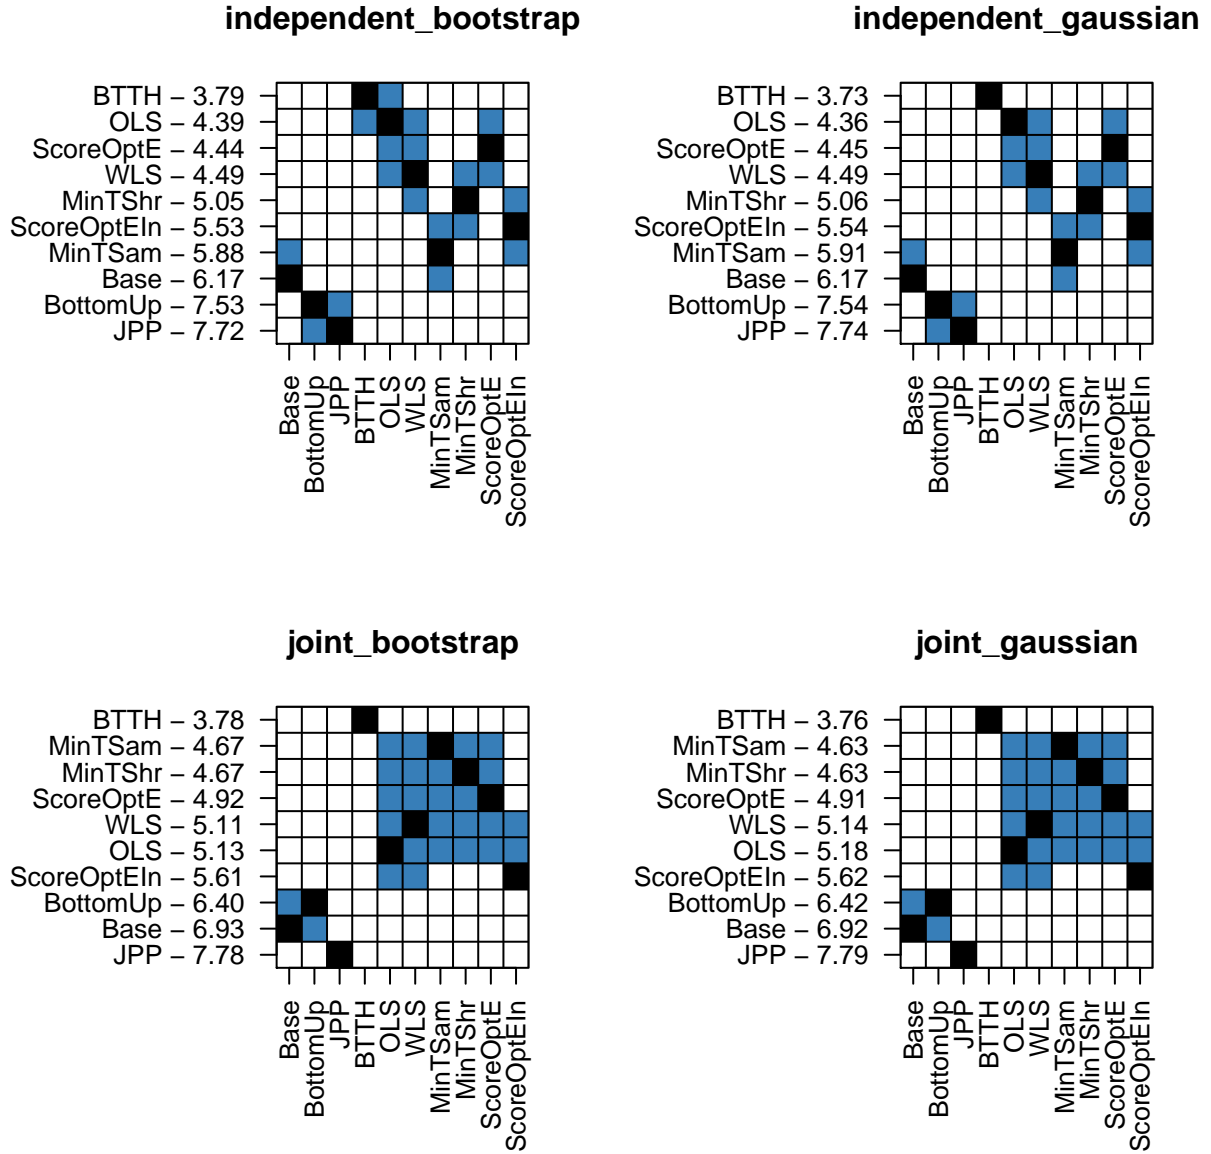 independent_bootstrap
BTTH − 3.79
OLS − 4.39
ScoreOptE − 4.44
WLS − 4.49
MinTShr − 5.05
ScoreOptEIn − 5.53
MinTSam − 5.88
Base − 6.17
BottomUp − 7.53
JPP − 7.72
Base
BottomUp
JPP
BTTH
OLS
WLS
MinTSam
MinTShr
ScoreOptE
ScoreOptEIn
independent_gaussian
BTTH − 3.73
OLS − 4.36
ScoreOptE − 4.45
WLS − 4.49
MinTShr − 5.06
ScoreOptEIn − 5.54
MinTSam − 5.91
Base − 6.17
BottomUp − 7.54
JPP − 7.74
Base
BottomUp
JPP
BTTH
OLS
WLS
MinTSam
MinTShr
ScoreOptE
ScoreOptEIn
joint_bootstrap
BTTH − 3.78
MinTSam − 4.67
MinTShr − 4.67
ScoreOptE − 4.92
WLS − 5.11
OLS − 5.13
ScoreOptEIn − 5.61
BottomUp − 6.40
Base − 6.93
JPP − 7.78
Base
BottomUp
JPP
BTTH
OLS
WLS
MinTSam
MinTShr
ScoreOptE
ScoreOptEIn
joint_gaussian
BTTH − 3.76
MinTSam − 4.63
MinTShr − 4.63
ScoreOptE − 4.91
WLS − 5.14
OLS − 5.18
ScoreOptEIn − 5.62
BottomUp − 6.42
Base − 6.92
JPP − 7.79
Base
BottomUp
JPP
BTTH
OLS
WLS
MinTSam
MinTShr
ScoreOptE
ScoreOptEIn